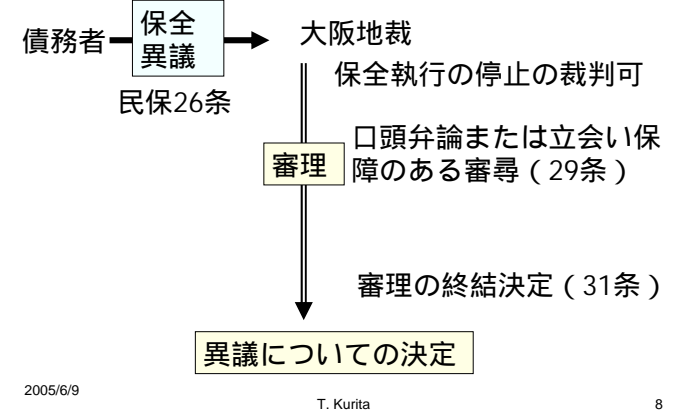 債務者
保全
異議
大阪地裁
民保26条
保全執行の停止の裁判可
審理
口頭弁論または立会い保
障のある審尋（29条）
審理の終結決定（31条）
異議についての決定
2005/6/9
T. Kurita
8